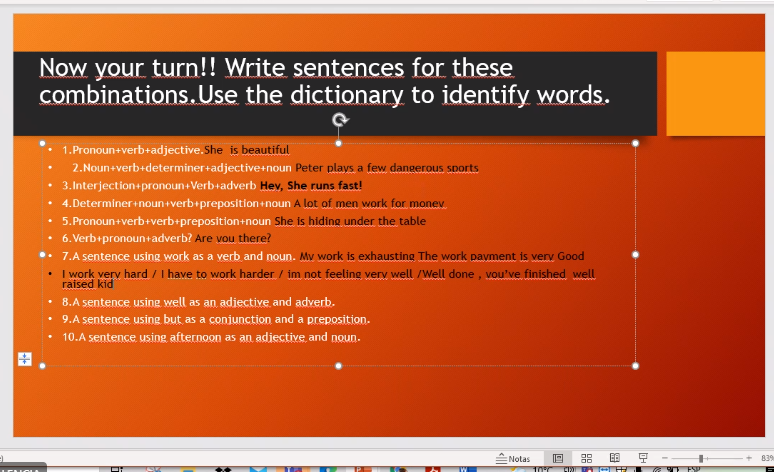 Now your turn!! Write sentences for these
combinations.Use the dictionary to identify words.
• 1.Pronoun+verb+adjective.She is beautiful
• 2.Noun+verb+determiner+adjective+noun Peter plays a few dangerous sports
• 3.Interjection+pronoun+Verb+adverb Hey, She runs fast!
• 4.Determiner+noun+verb+preposition+noun A lot of men work for money
• 5.Pronoun+verb+verb+preposition+noun She is hiding under the table
• 6.Verb+pronoun+adverb? Are you there?
• 7.A sentence using work as a verb and noun. My work is exhausting The work payment is very Good
• I work very hard / I have to work harder / im not feeling very well /Well done , you've finished well
raised kid
• 8.A sentence using well as an adjective and adverb.
• 9.A sentence using but as a conjunction and a preposition.
• 10.A sentence using afternoon as an adjective and noun.
Notas
83%
10°C
ESP